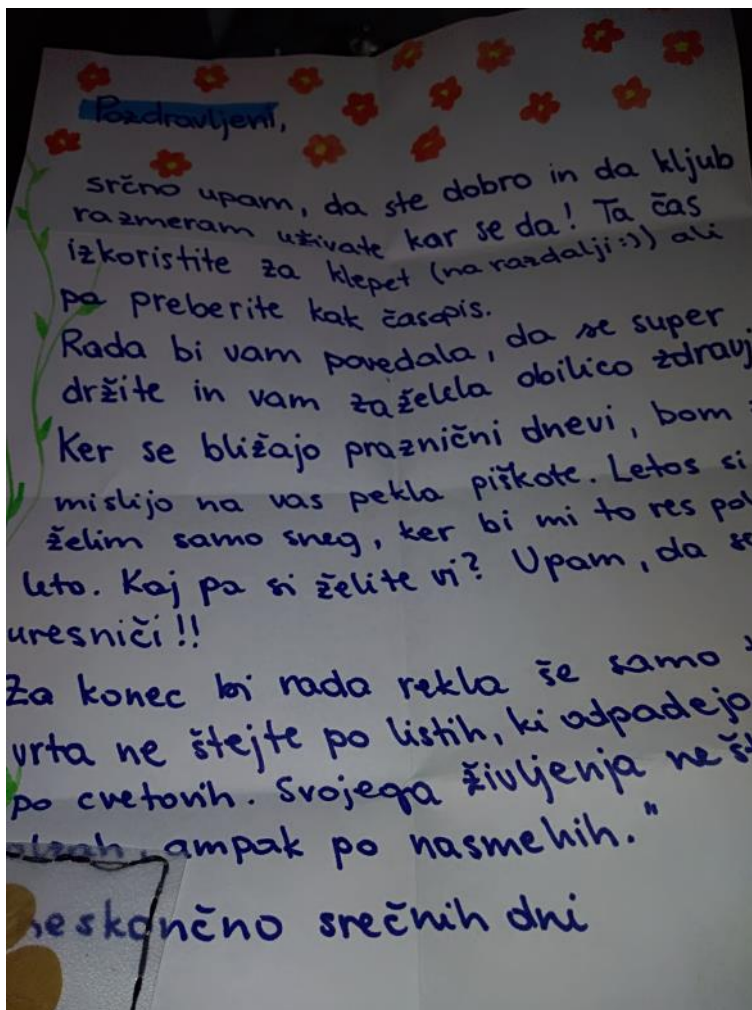 Pozdravljeni,
srčno upam, da ste dobro in da kljub
razmeram uživate kar se da! Ta čas
izkoristite za klepet (na razdalji :)) ali
pa preberite kak časopis.
Rada bi vam povedala, da se super
držite in vam zaželela obilico zdravj
Ker se bližajo praznični dnevi, bom
mislijo na vas pekla piškote. Letos si
želim samo sneg, ker bi mi to res
leto. Kaj pa si želite vi? Upam, da se
uresniči!!
Za konec bi rada rekla še samo
vrta ne štejte po listih, ki odpadejo
po cvetovih. Svojega življenja ne
ampak po nasmehih."
neskončno srečnih dni